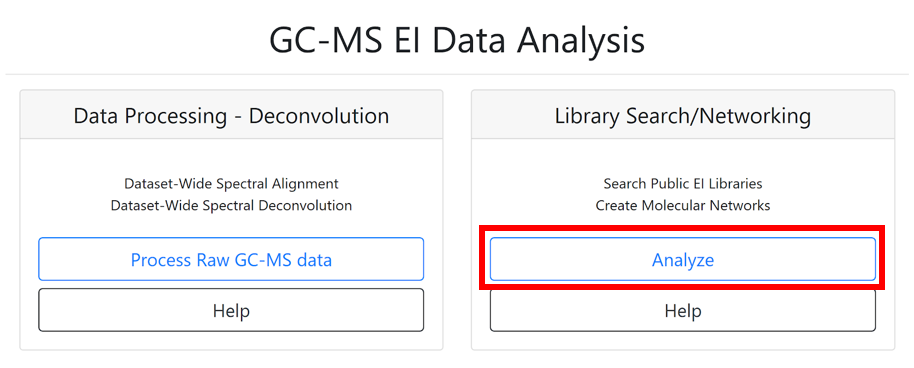 GC-MS EI Data Analysis
Data Processing - Deconvolution
Dataset-Wide Spectral Alignment
Dataset-Wide Spectral Deconvolution
Process Raw GC-MS data
Help
Library Search/Networking
Search Public EI Libraries
Create Molecular Networks
Analyze
Help